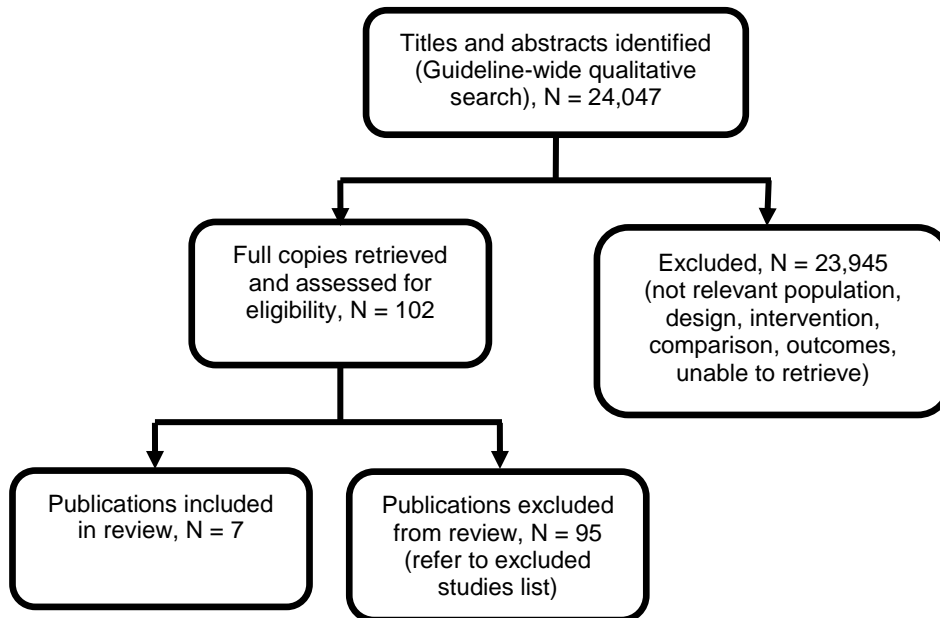 Titles and abstracts identified
(Guideline-wide qualitative
search), N = 24,047
Full copies retrieved
and assessed for
eligibility, N = 102
Excluded, N = 23,945
(not relevant population,
design, intervention,
comparison, outcomes,
unable to retrieve)
Publications included
in review, N = 7
Publications excluded
from review, N = 95
(refer to excluded
studies list)